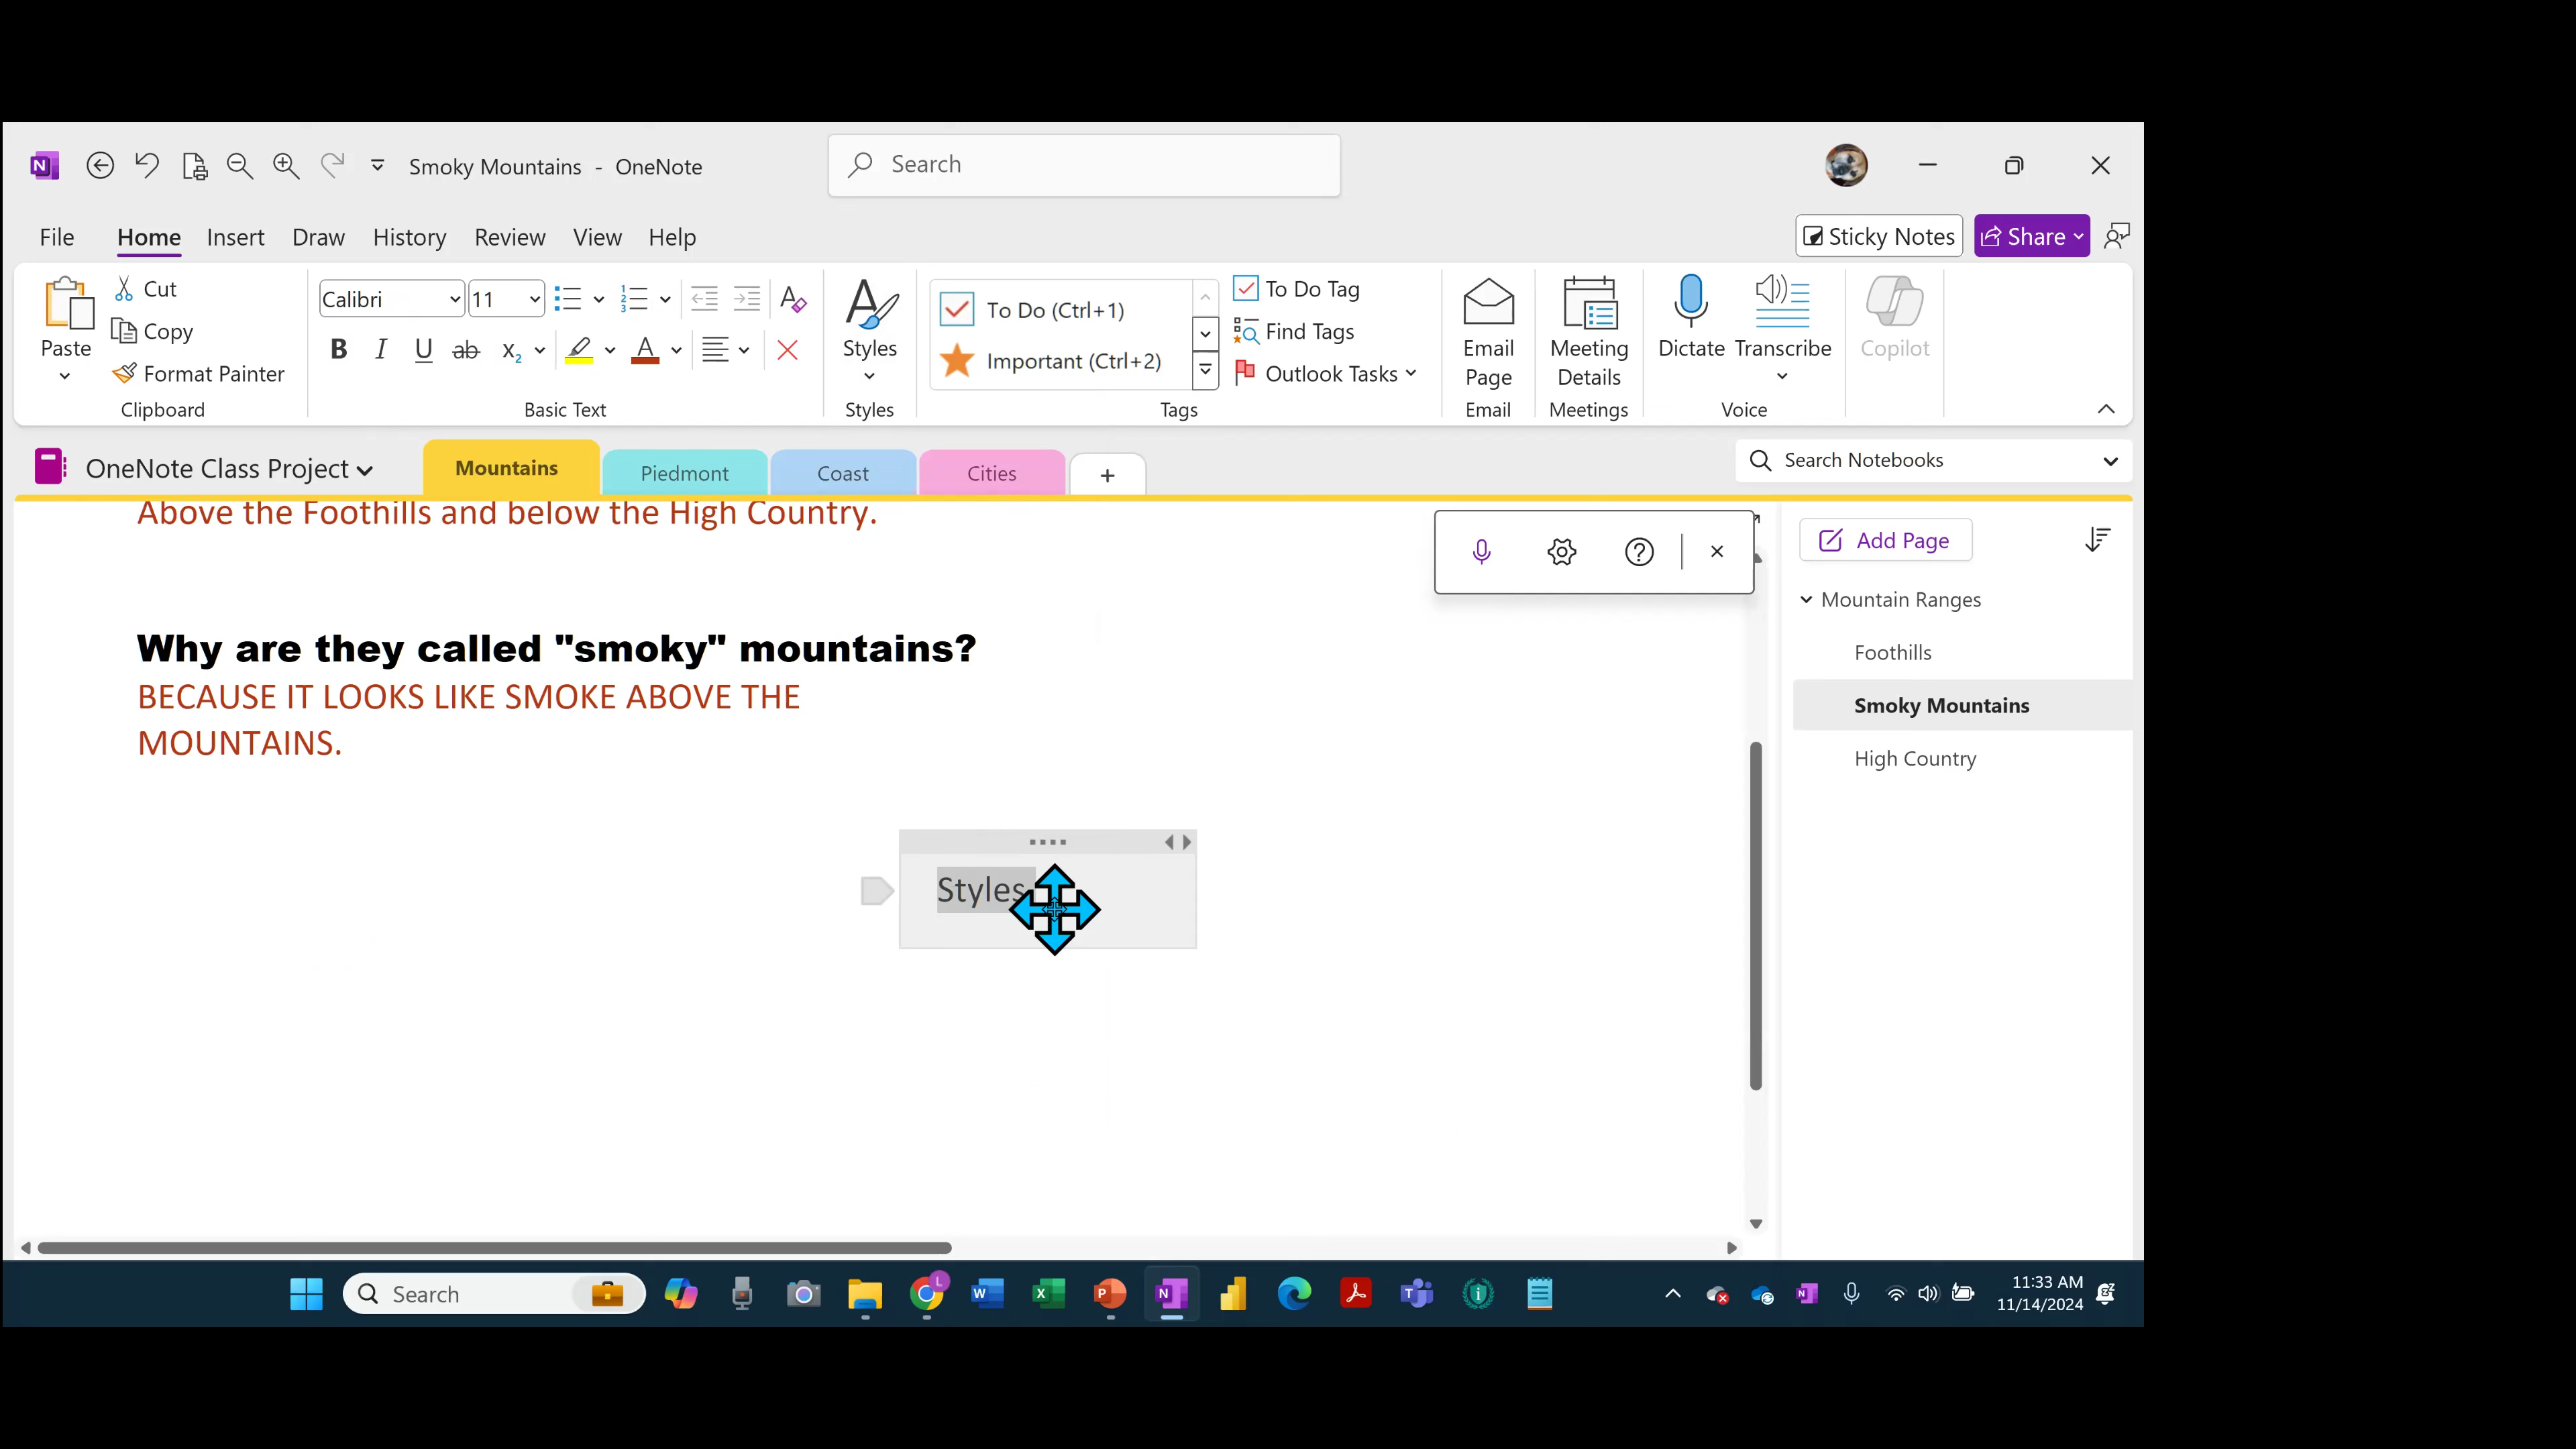 Smoky Mountains - OneNote
Search
File Home Insert Draw History Review View Help
Sticky Notes
Share
Paste
Cut
Copy
Format Painter
Clipboard
Calibri
11
B I U ab x2 A
Basic Text
Styles
Styles
To Do (Ctrl+1)
Important (Ctrl+2)
To Do Tag
Find Tags
Outlook Tasks
Tags
Email
Page
Email
Meeting
Details
Meetings
Dictate
Transcribe
Voice
Copilot
OneNote Class Project
Mountains
Piedmont
Coast
Cities
+
Search Notebooks
Above the Foothills and below the High Country.
Why are they called "smoky" mountains?
BECAUSE IT LOOKS LIKE SMOKE ABOVE THE
MOUNTAINS.
Styles
Add Page
Mountain Ranges
Foothills
Smoky Mountains
High Country
Search
11:33 AM
11/14/2024